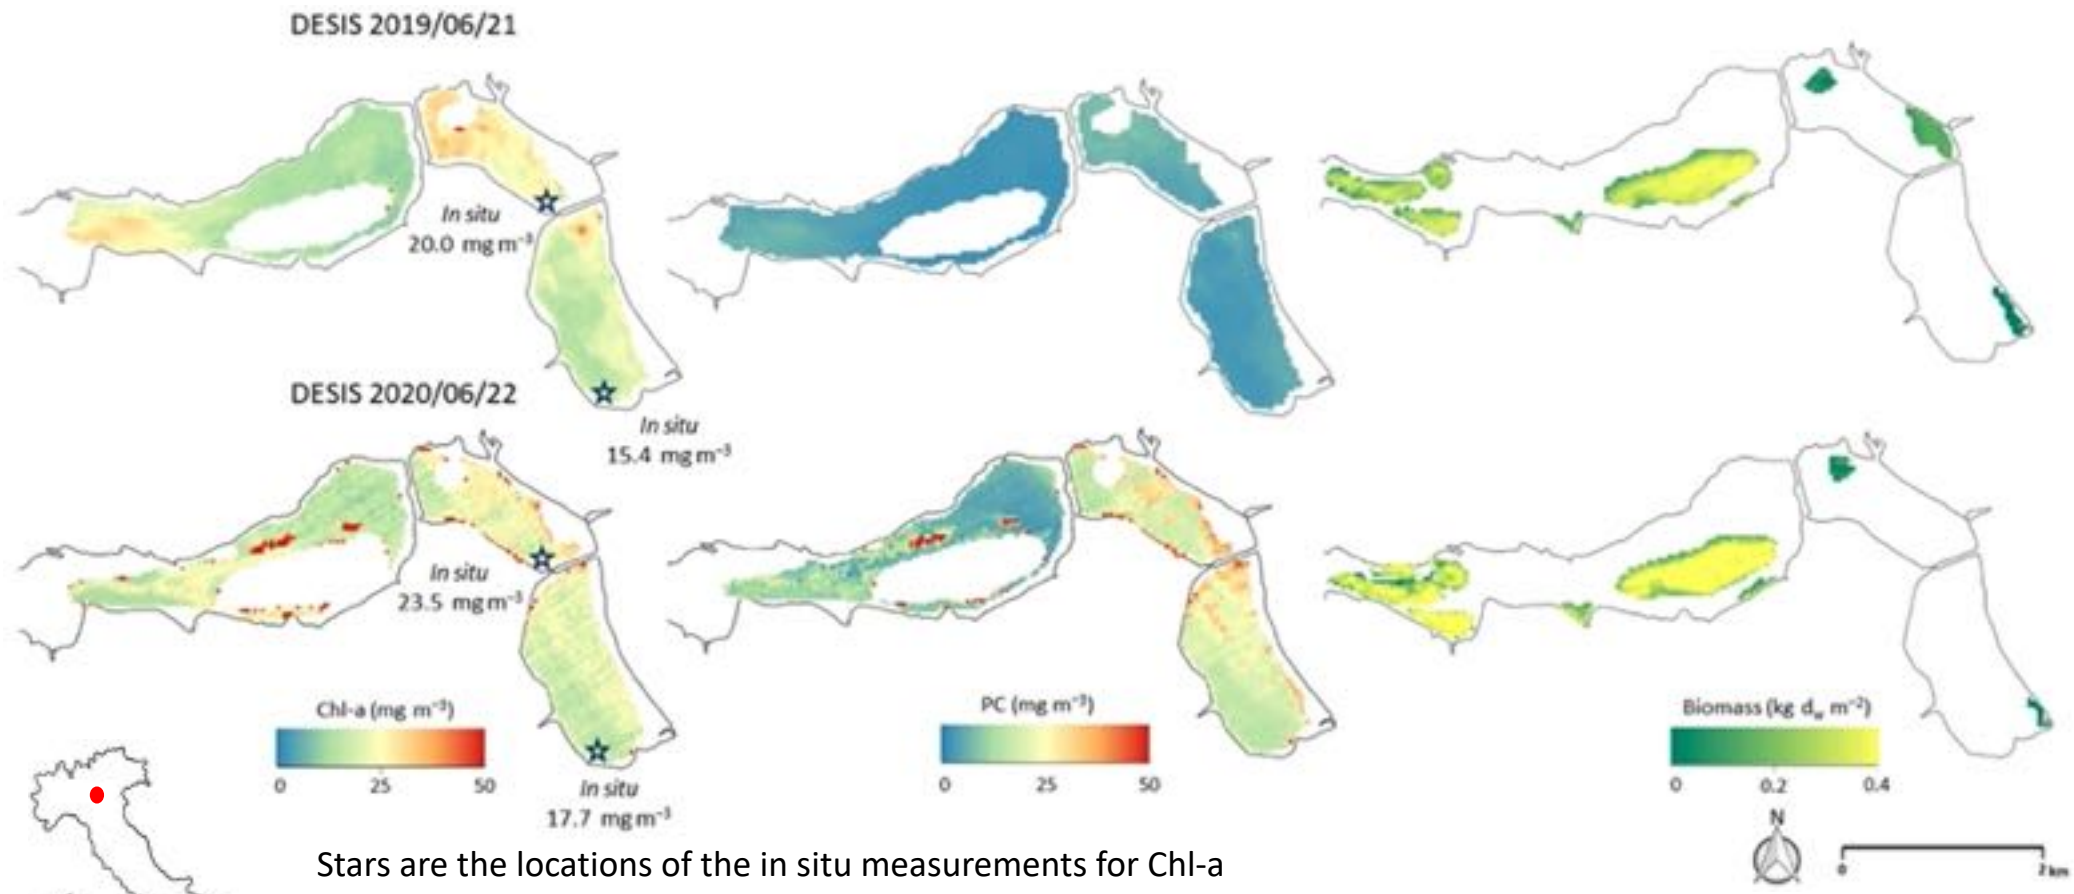 DESIS 2019/06/21
In situ
20.0 mg m⁻³
In situ
15.4 mg m⁻³
DESIS 2020/06/22
In situ
23.5 mg m⁻³
In situ
17.7 mg m⁻³
Chl-a (mg m⁻³)
0 25 50
PC (mg m⁻³)
0 25 50
Biomass (kg dw m⁻²)
0 0.2 0.4
N
0 2 km
Stars are the locations of the in situ measurements for Chl-a